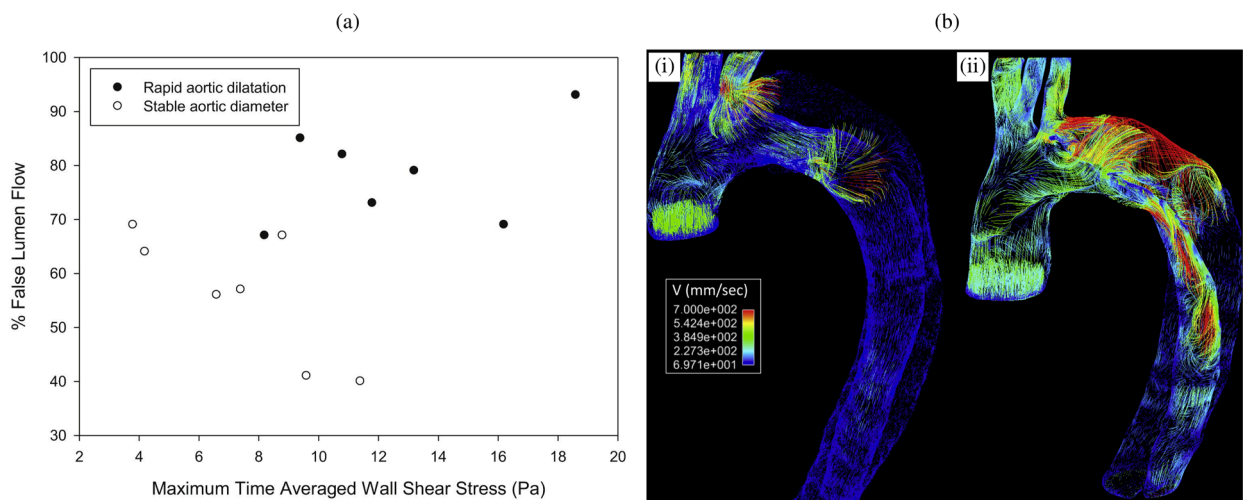 (a)
100
90
80
70
60
50
40
30
% False Lumen Flow
Rapid aortic dilatation
Stable aortic diameter
2 4 6 8 10 12 14 16 18 20
Maximum Time Averaged Wall Shear Stress (Pa)
(b)
(i)
(ii)
V (mm/sec)
7.000e+002
5.424e+002
3.849e+002
2.273e+002
6.971e+001